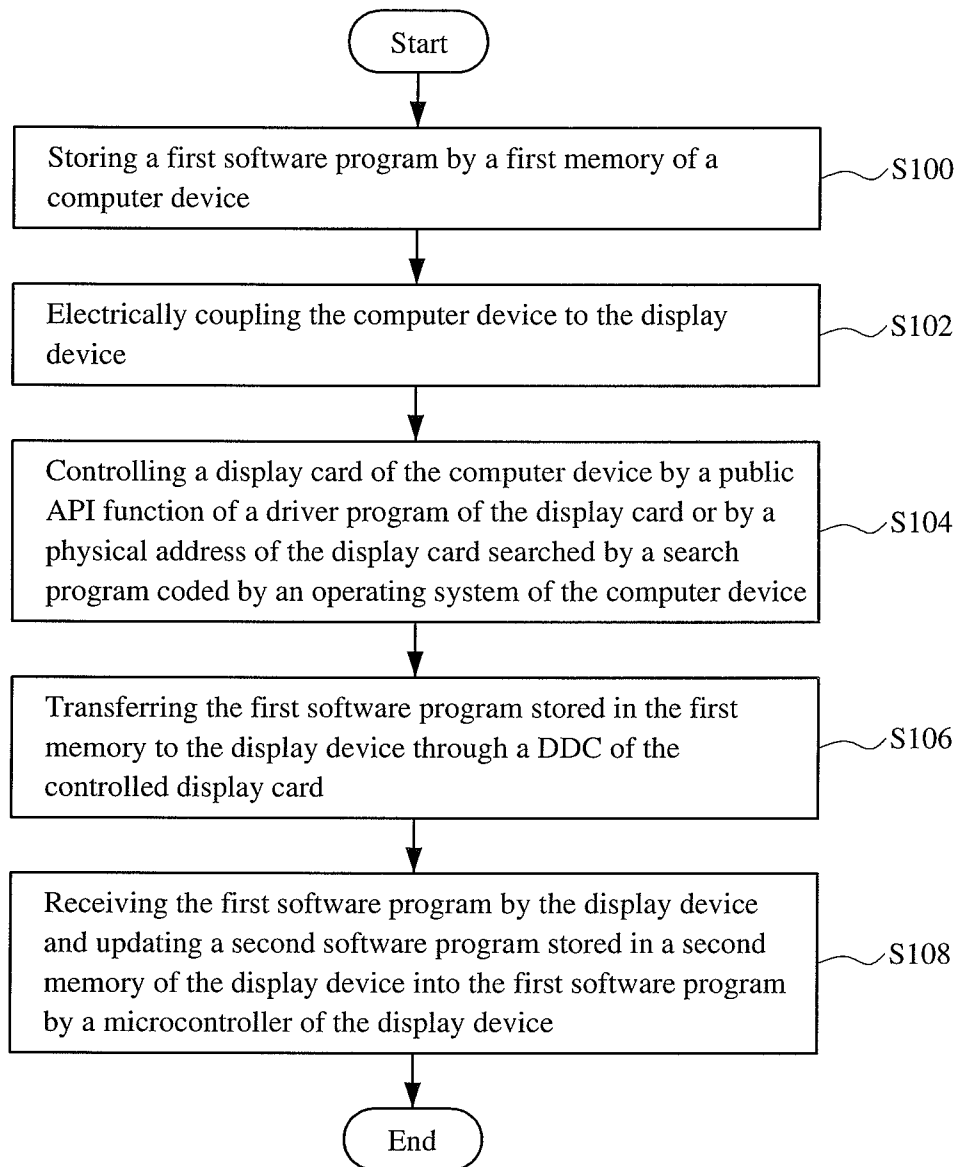 Start
Storing a first software program by a first memory of a
computer device
S100
Electrically coupling the computer device to the display
device
S102
Controlling a display card of the computer device by a public
API function of a driver program of the display card or by a
physical address of the display card searched by a search
program coded by an operating system of the computer device
S104
Transferring the first software program stored in the first
memory to the display device through a DDC of the
controlled display card
S106
Receiving the first software program by the display device
and updating a second software program stored in a second
memory of the display device into the first software program
by a microcontroller of the display device
S108
End